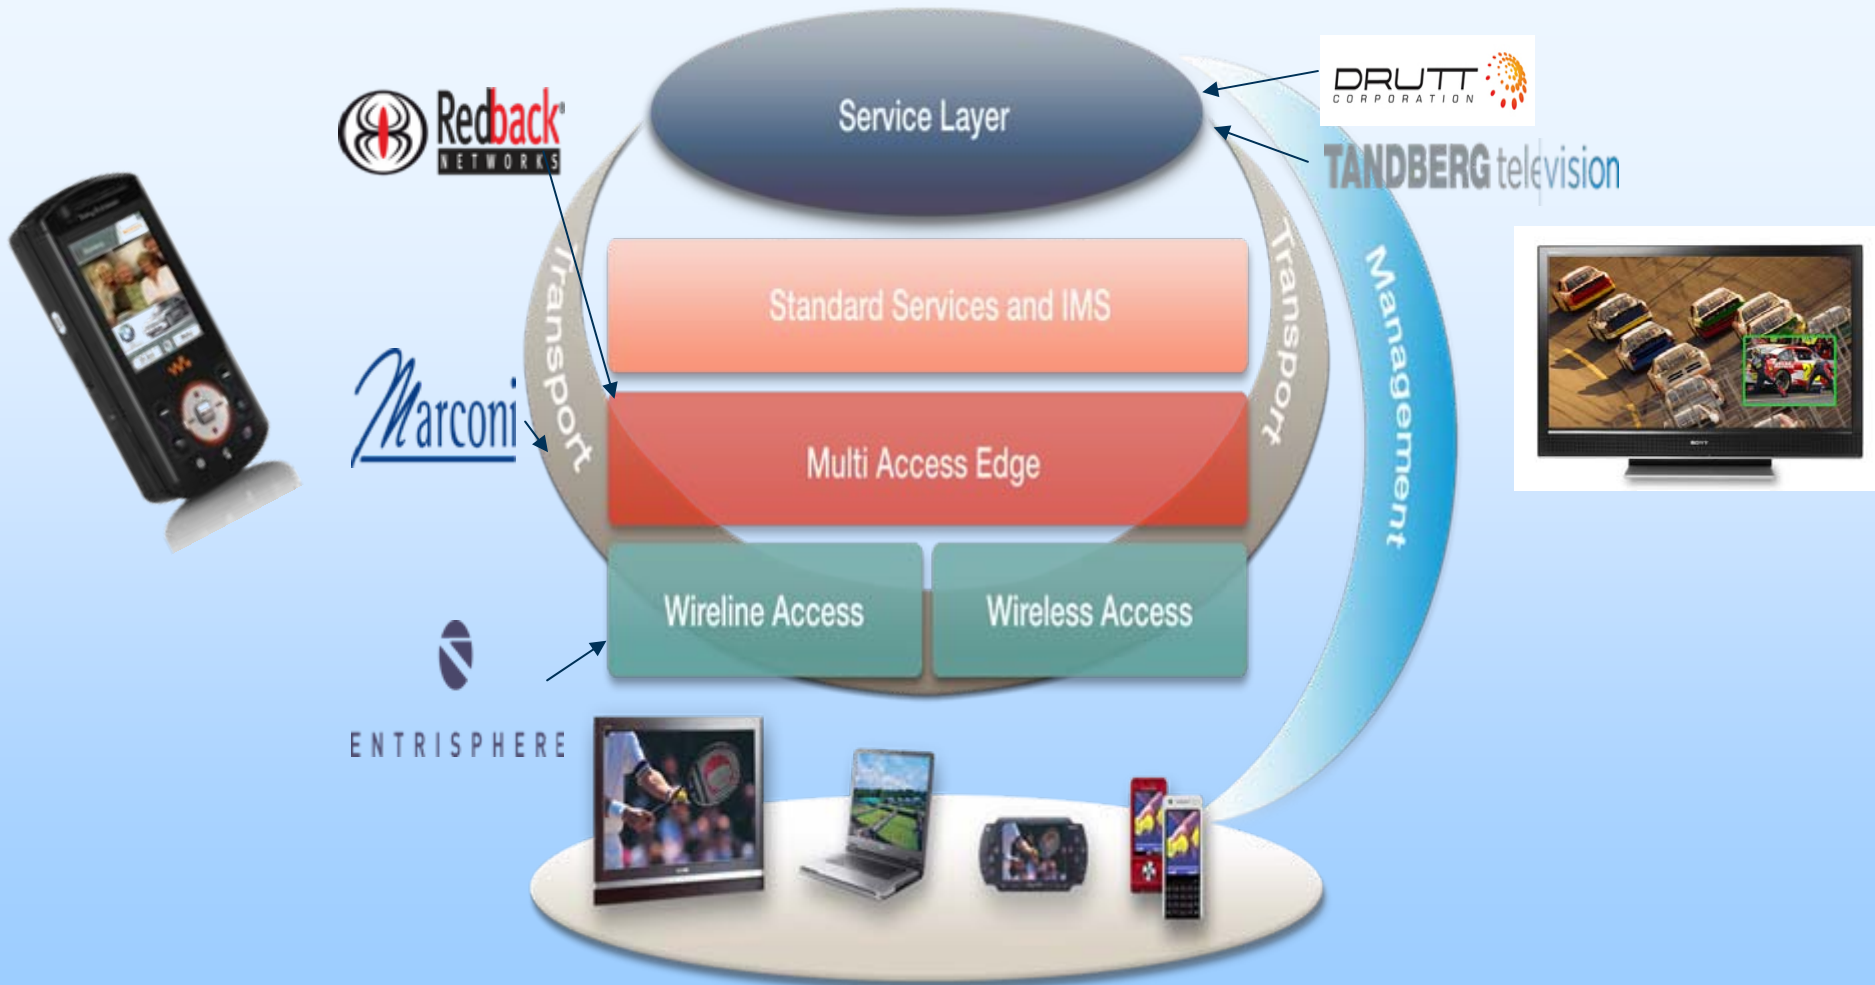 Service Layer
DRUTT
CORPORATION
Redback
NETWORKS
TANDBERG television
Transport
Transport
Management
Standard Services and IMS
Marconi
Multi Access Edge
SONY
Wireline Access
Wireless Access
ENTRISPHERE